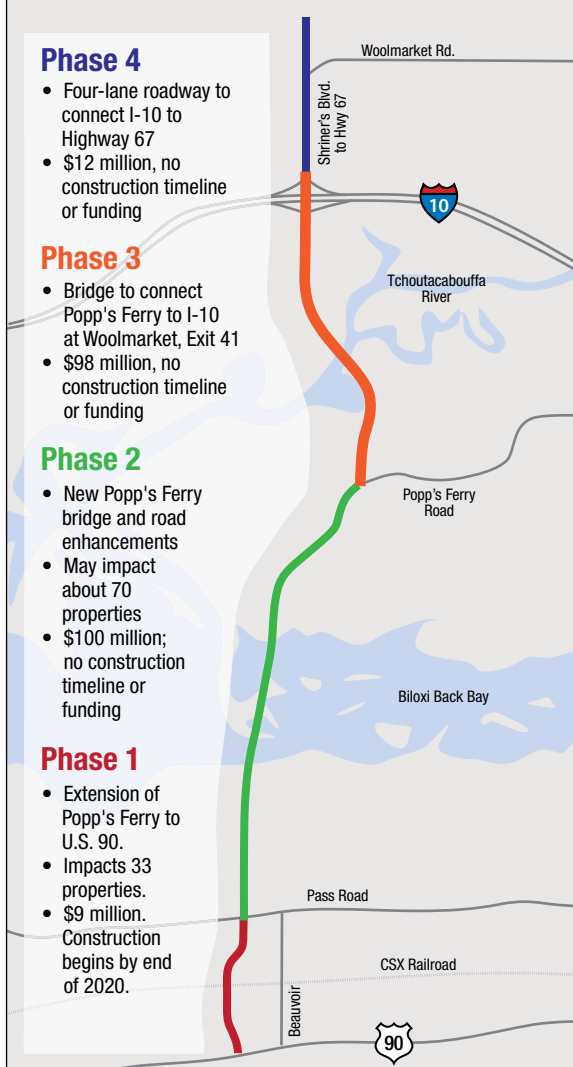 Phase 4
• Four-lane roadway to
connect I-10 to
Highway 67
• $12 million, no
construction timeline
or funding
Phase 3
• Bridge to connect
Popp's Ferry to I-10
at Woolmarket, Exit 41
• $98 million, no
construction timeline
or funding
Phase 2
• New Popp's Ferry
bridge and road
enhancements
• May impact
about 70
properties
• $100 million;
no construction
timeline or
funding
Phase 1
• Extension of
Popp's Ferry to
U.S. 90.
• Impacts 33
properties.
• $9 million.
Construction
begins by end
of 2020.
Woolmarket Rd.
Shriner's Blvd.
to Hwy 67
10
Tchoutacabouffa
River
Popp's Ferry
Road
Biloxi Back Bay
Pass Road
CSX Railroad
Beauvoir
90